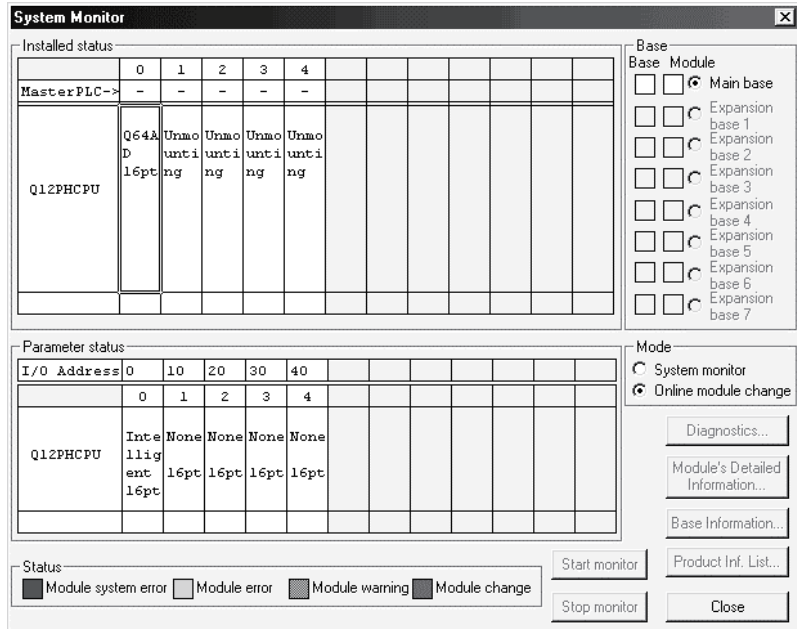 System Monitor
Installed status
0 1 2 3 4
MasterPLC-> - - - - -
Q12PHCPU
Q64A
D
16pt
Unmo
unti
ng
Unmo
unti
ng
Unmo
unti
ng
Unmo
unti
ng
Base
Base Module
Main base
Expansion
base 1
Expansion
base 2
Expansion
base 3
Expansion
base 4
Expansion
base 5
Expansion
base 6
Expansion
base 7
Parameter status
I/O Address 0 10 20 30 40
0 1 2 3 4
Q12PHCPU
Inte
llig
ent
16pt
None
16pt
None
16pt
None
16pt
None
16pt
Mode
System monitor
Online module change
Diagnostics...
Module's Detailed
Information...
Base Information...
Product Inf. List...
Close
Status
Module system error Module error Module warning Module change
Start monitor
Stop monitor